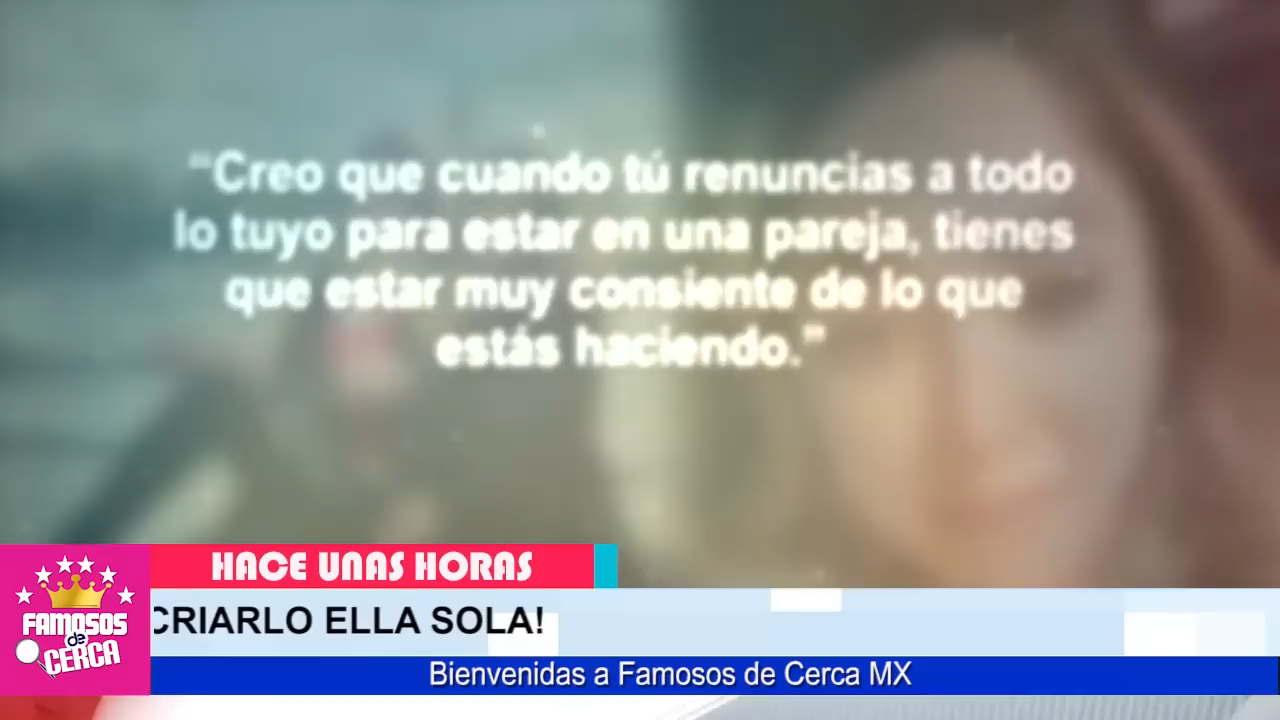 “Creo que cuando tú renuncias a todo
lo tuyo para estar en una pareja, tienes
que estar muy consiente de lo que
estás haciendo.”
HACE UNAS HORAS
CRIARLO ELLA SOLA!
FAMOSOS
de
CERCA
Bienvenidas a Famosos de Cerca MX